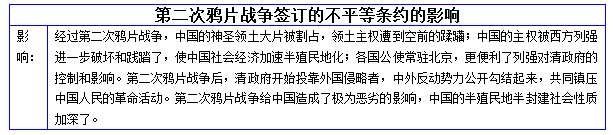 第二次鸦片战争签订的不平等条约的影响
影响：
经过第二次鸦片战争，中国的神圣领土大片被割占，领土主权遭到空前的蹂躏；中国的主权被西方列强
进一步破坏和践踏了，使中国社会经济加速半殖民地化；各国公使常驻北京，更便利了列强对清政府的
控制和影响。第二次鸦片战争后，清政府开始投靠外国侵略者，中外反动势力公开勾结起来，共同镇压
中国人民的革命活动。第二次鸦片战争给中国造成了极为恶劣的影响，中国的半殖民地半封建社会性质
加深了。